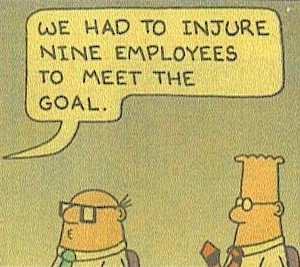 WE HAD TO INJURE
NINE EMPLOYEES
TO MEET THE
GOAL.